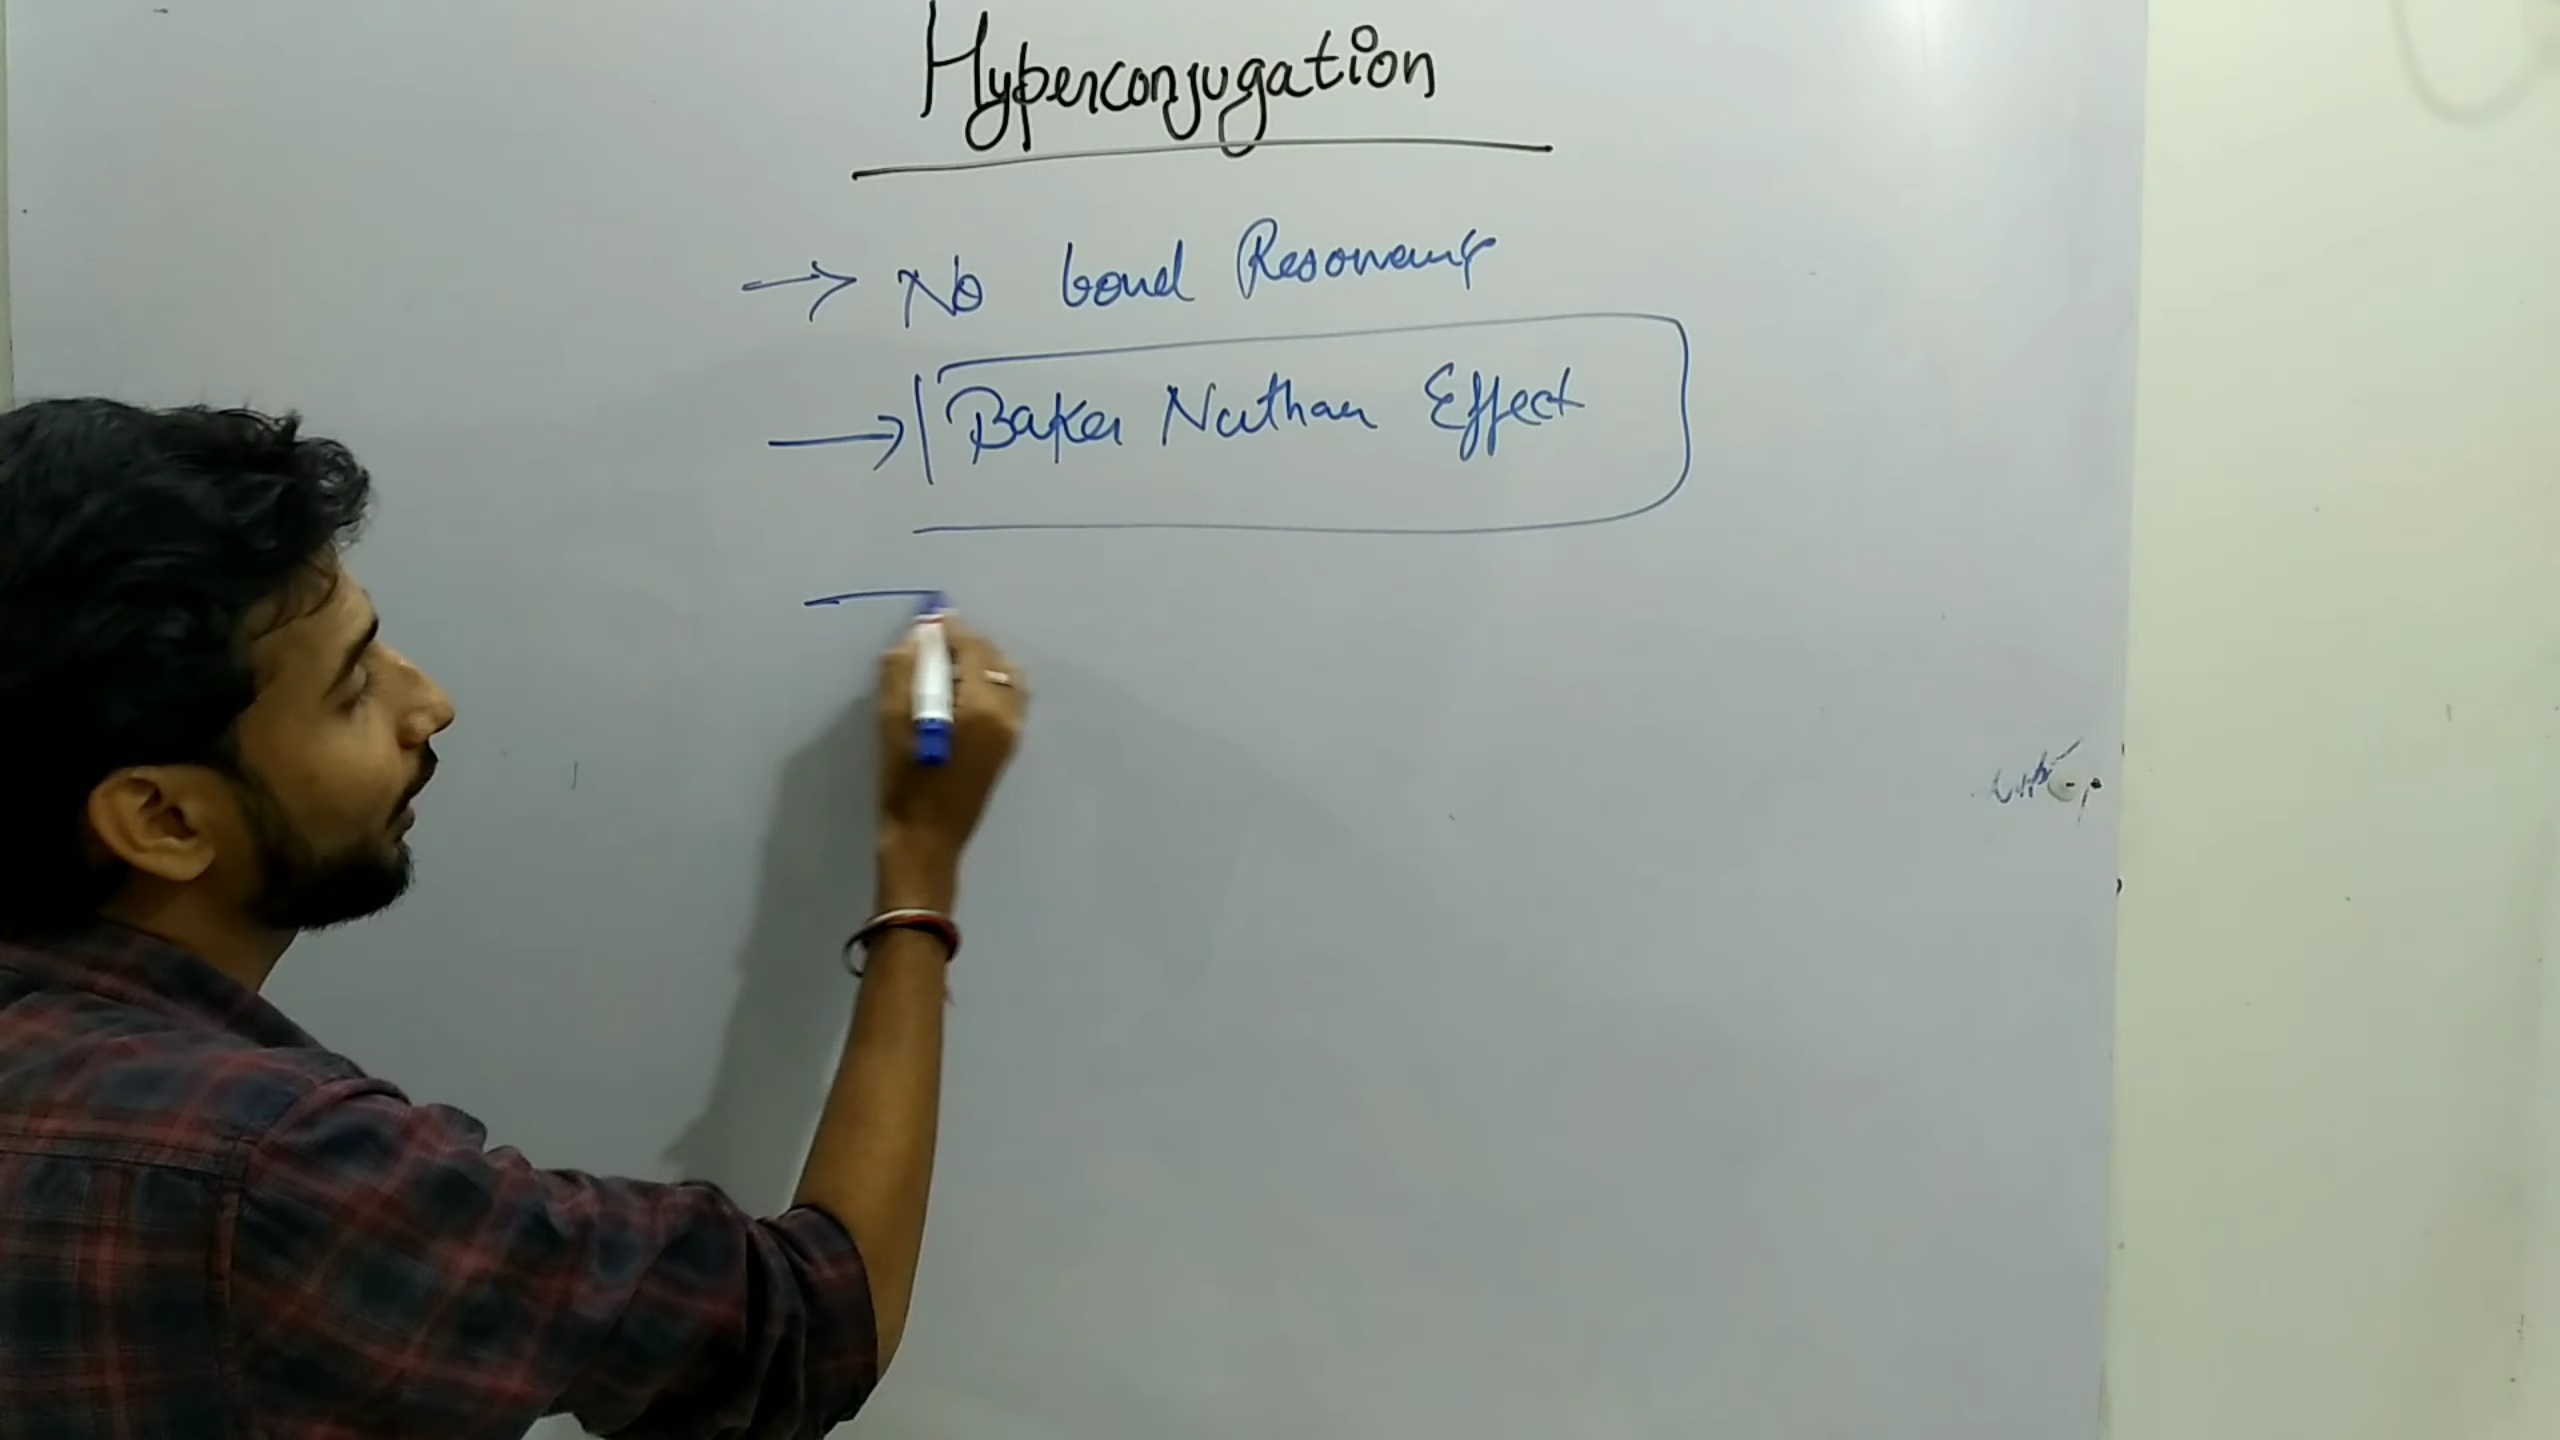 Hyperconjugation
→ No bond Resonance
→ Baker Nathan Effect